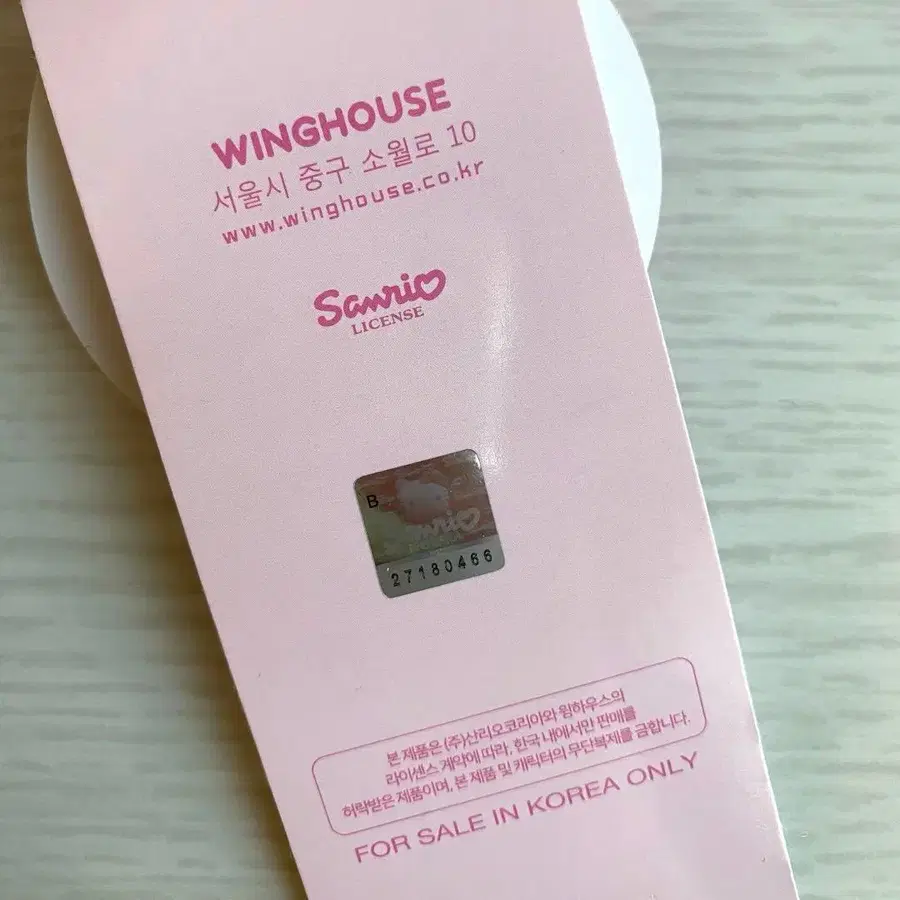 WINGHOUSE
서울시 중구 소월로 10
www.winghouse.co.kr
Sanrio
LICENSE
B
Sanrio
27180466
본 제품은 (주)산리오코리아와 윙하우스의
라이센스 계약에 따라, 한국 내에서만 판매를
허락받은 제품이며, 본 제품 및 캐릭터의 무단복제를 금합니다.
FOR SALE IN KOREA ONLY